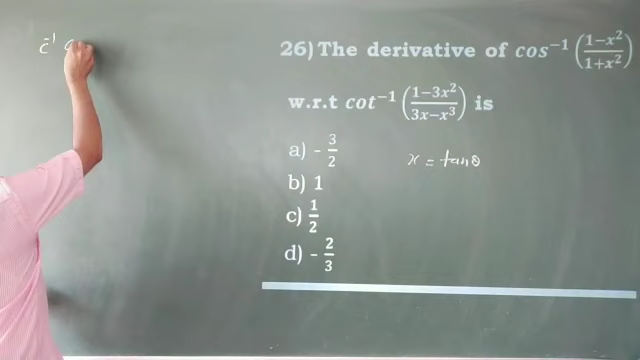 26) The derivative of cos⁻¹ ((1−x²)/(1+x²))
w.r.t cot⁻¹ ((1−3x²)/(3x−x³)) is
a) - 3/2
b) 1
x = tanθ
c) 1/2
d) - 2/3